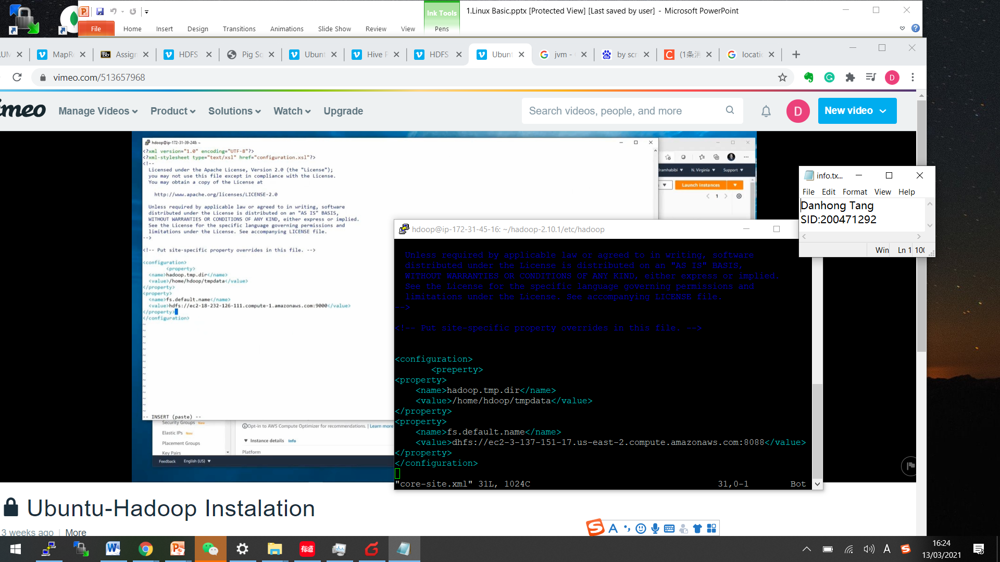 1.Linux Basic.pptx [Protected View] [Last saved by user] - Microsoft PowerPoint
Ink Tools
File Home Insert Design Transitions Animations Slide Show Review View Pens
MapR Assign HDFS Pig Sq Ubunt Hive P HDFS Ubunt jvm - by scr (1条消 locatio
vimeo.com/513657968
D
Manage Videos Product Solutions Watch Upgrade
Search videos, people, and more
D
New video
hdoop@ip-172-31-39-248: ~
<?xml version="1.0" encoding="UTF-8"?>
<?xml-stylesheet type="text/xsl" href="configuration.xsl"?>
<!--
Licensed under the Apache License, Version 2.0 (the "License");
you may not use this file except in compliance with the License.
You may obtain a copy of the License at
http://www.apache.org/licenses/LICENSE-2.0
Unless required by applicable law or agreed to in writing, software
distributed under the License is distributed on an "AS IS" BASIS,
WITHOUT WARRANTIES OR CONDITIONS OF ANY KIND, either express or implied.
See the License for the specific language governing permissions and
limitations under the License. See accompanying LICENSE file.
-->
<!-- Put site-specific property overrides in this file. -->
<configuration>
<property>
<name>hadoop.tmp.dir</name>
<value>/home/hdoop/tmpdata</value>
</property>
<property>
<name>fs.default.name</name>
<value>hdfs://ec2-18-232-126-111.compute-1.amazonaws.com:9000</value>
</property>
</configuration>
~
~
~
~
~
~
~
~
~
~
~
~
~
~
-- INSERT (paste) --
dramhabibi N. Virginia Support
Launch instances
1
Security Groups New
Elastic IPs New
Placement Groups
Key Pairs
Opt-in to AWS Compute Optimizer for recommendations. | Learn more
Instance details Info
Platform
Feedback English (US)
info.tx...
File Edit Format View Help
Danhong Tang
SID:200471292
Win Ln 1 100
hdoop@ip-172-31-45-16: ~/hadoop-2.10.1/etc/hadoop
Unless required by applicable law or agreed to in writing, software
distributed under the License is distributed on an "AS IS" BASIS,
WITHOUT WARRANTIES OR CONDITIONS OF ANY KIND, either express or implied.
See the License for the specific language governing permissions and
limitations under the License. See accompanying LICENSE file.
-->
<!-- Put site-specific property overrides in this file. -->
<configuration>
<preperty>
<property>
<name>hadoop.tmp.dir</name>
<value>/home/hdoop/tmpdata</value>
</property>
<property>
<name>fs.default.name</name>
<value>dhfs://ec2-3-137-151-17.us-east-2.compute.amazonaws.com:8088</value>
</property>
</configuration>
"core-site.xml" 31L, 1024C 31,0-1 Bot
Ubuntu-Hadoop Instalation
3 weeks ago | More
有道
A
16:24
13/03/2021